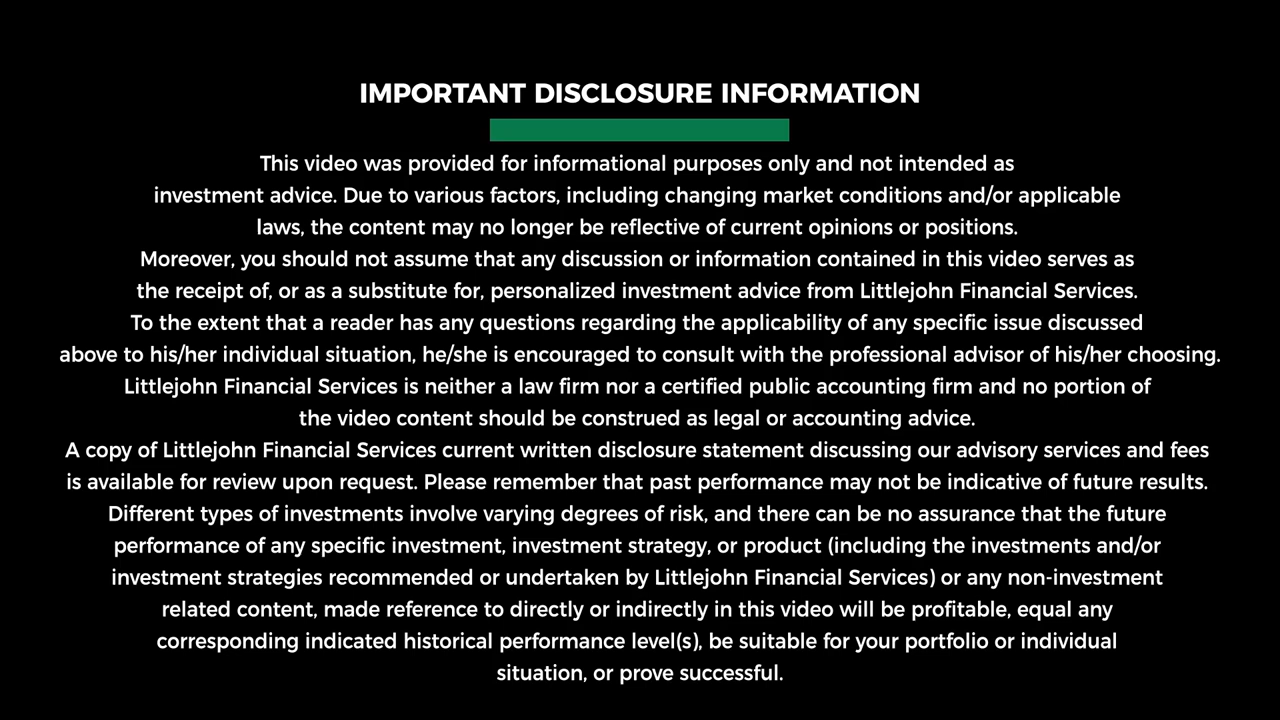 IMPORTANT DISCLOSURE INFORMATION
This video was provided for informational purposes only and not intended as
investment advice. Due to various factors, including changing market conditions and/or applicable
laws, the content may no longer be reflective of current opinions or positions.
Moreover, you should not assume that any discussion or information contained in this video serves as
the receipt of, or as a substitute for, personalized investment advice from Littlejohn Financial Services.
To the extent that a reader has any questions regarding the applicability of any specific issue discussed
above to his/her individual situation, he/she is encouraged to consult with the professional advisor of his/her choosing.
Littlejohn Financial Services is neither a law firm nor a certified public accounting firm and no portion of
the video content should be construed as legal or accounting advice.
A copy of Littlejohn Financial Services current written disclosure statement discussing our advisory services and fees
is available for review upon request. Please remember that past performance may not be indicative of future results.
Different types of investments involve varying degrees of risk, and there can be no assurance that the future
performance of any specific investment, investment strategy, or product (including the investments and/or
investment strategies recommended or undertaken by Littlejohn Financial Services) or any non-investment
related content, made reference to directly or indirectly in this video will be profitable, equal any
corresponding indicated historical performance level(s), be suitable for your portfolio or individual
situation, or prove successful.